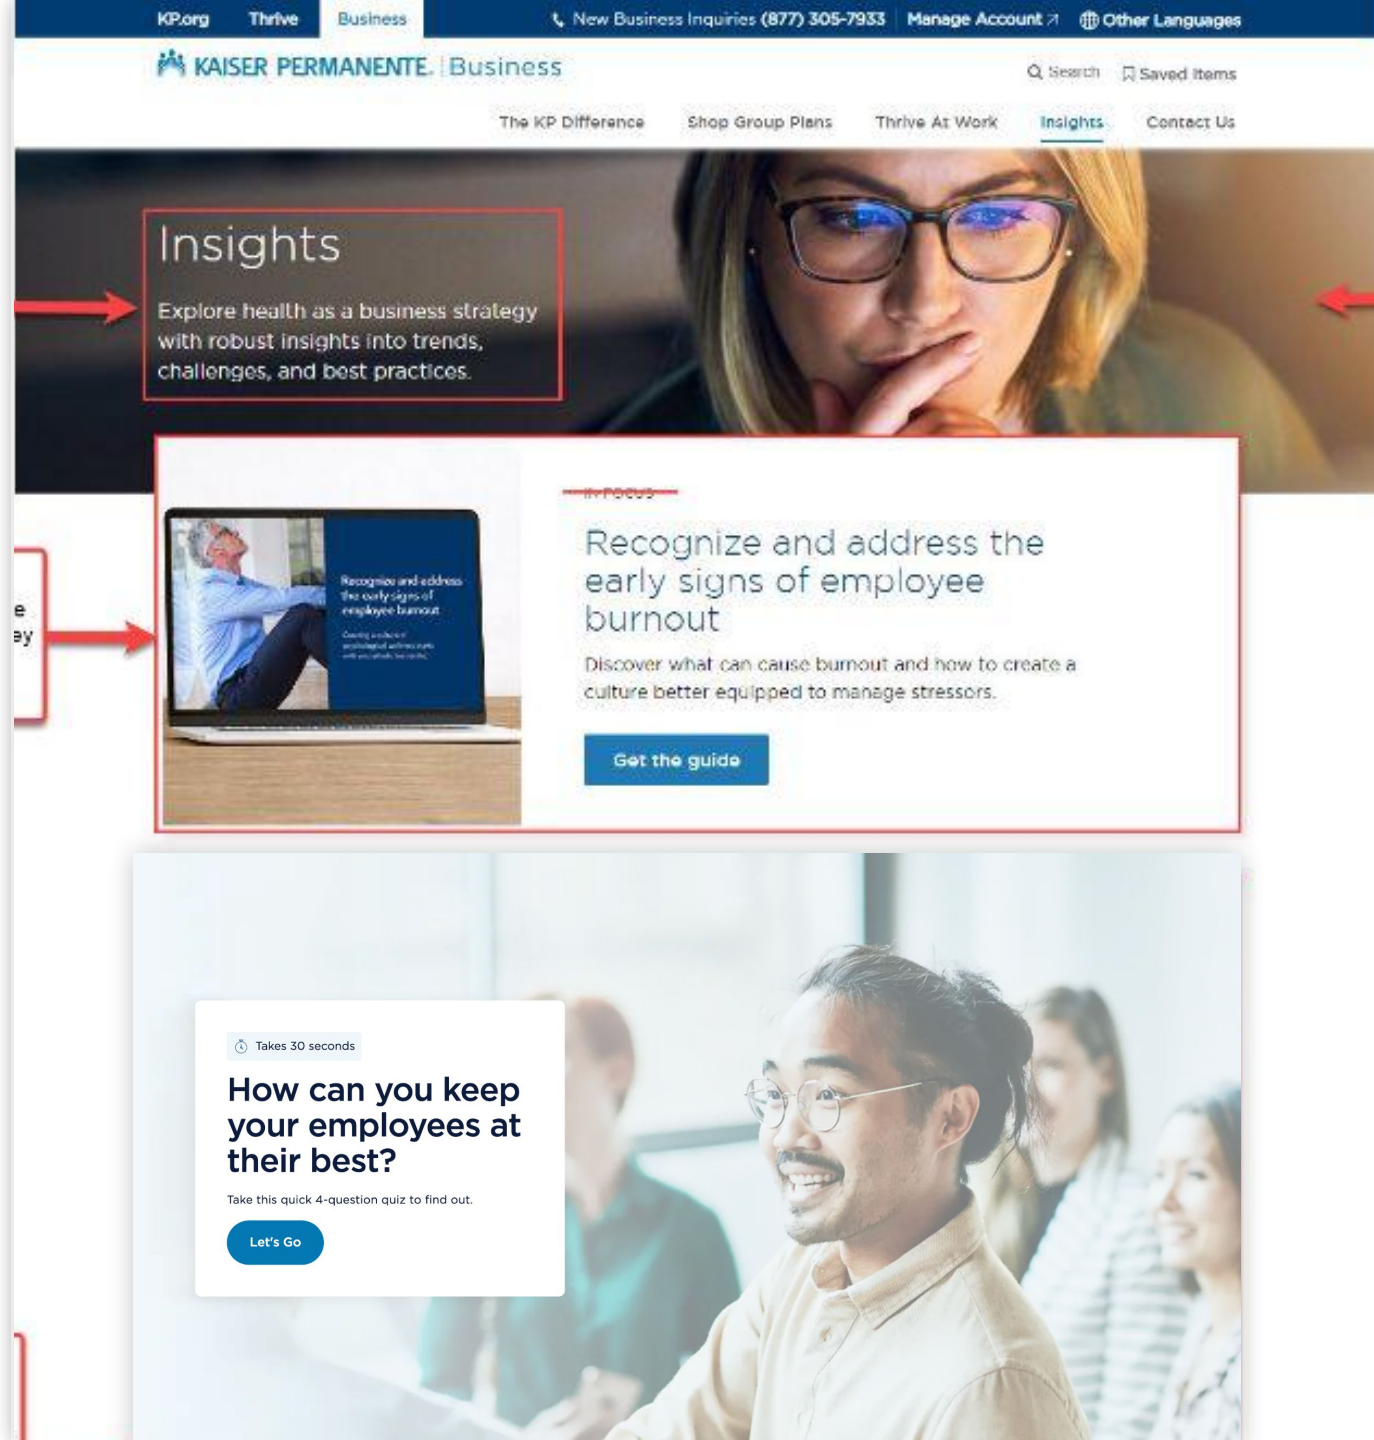 KP.org Thrive Business New Business Inquiries (877) 305-7933 Manage Account Other Languages
KAISER PERMANENTE. Business
Search Saved Items
The KP Difference Shop Group Plans Thrive At Work Insights Contact Us
Insights
Explore health as a business strategy
with robust insights into trends,
challenges, and best practices.
IN FOCUS
Recognize and address the
early signs of employee
burnout
Discover what can cause burnout and how to create a
culture better equipped to manage stressors.
Get the guide
Recognize and address
the early signs of
employee burnout
Takes 30 seconds
How can you keep
your employees at
their best?
Take this quick 4-question quiz to find out.
Let's Go